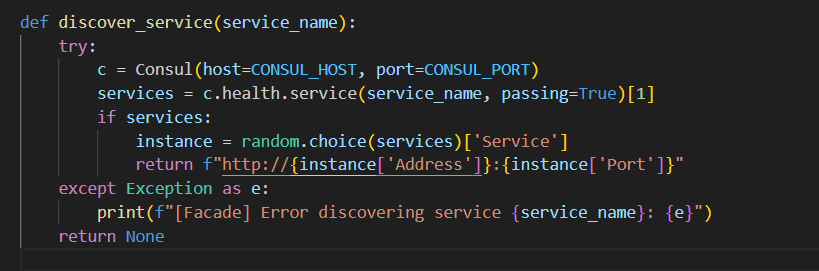 def discover_service(service_name):
    try:
        c = Consul(host=CONSUL_HOST, port=CONSUL_PORT)
        services = c.health.service(service_name, passing=True)[1]
        if services:
            instance = random.choice(services)['Service']
            return f"http://{instance['Address']}:{instance['Port']}"
    except Exception as e:
        print(f"[Facade] Error discovering service {service_name}: {e}")
    return None